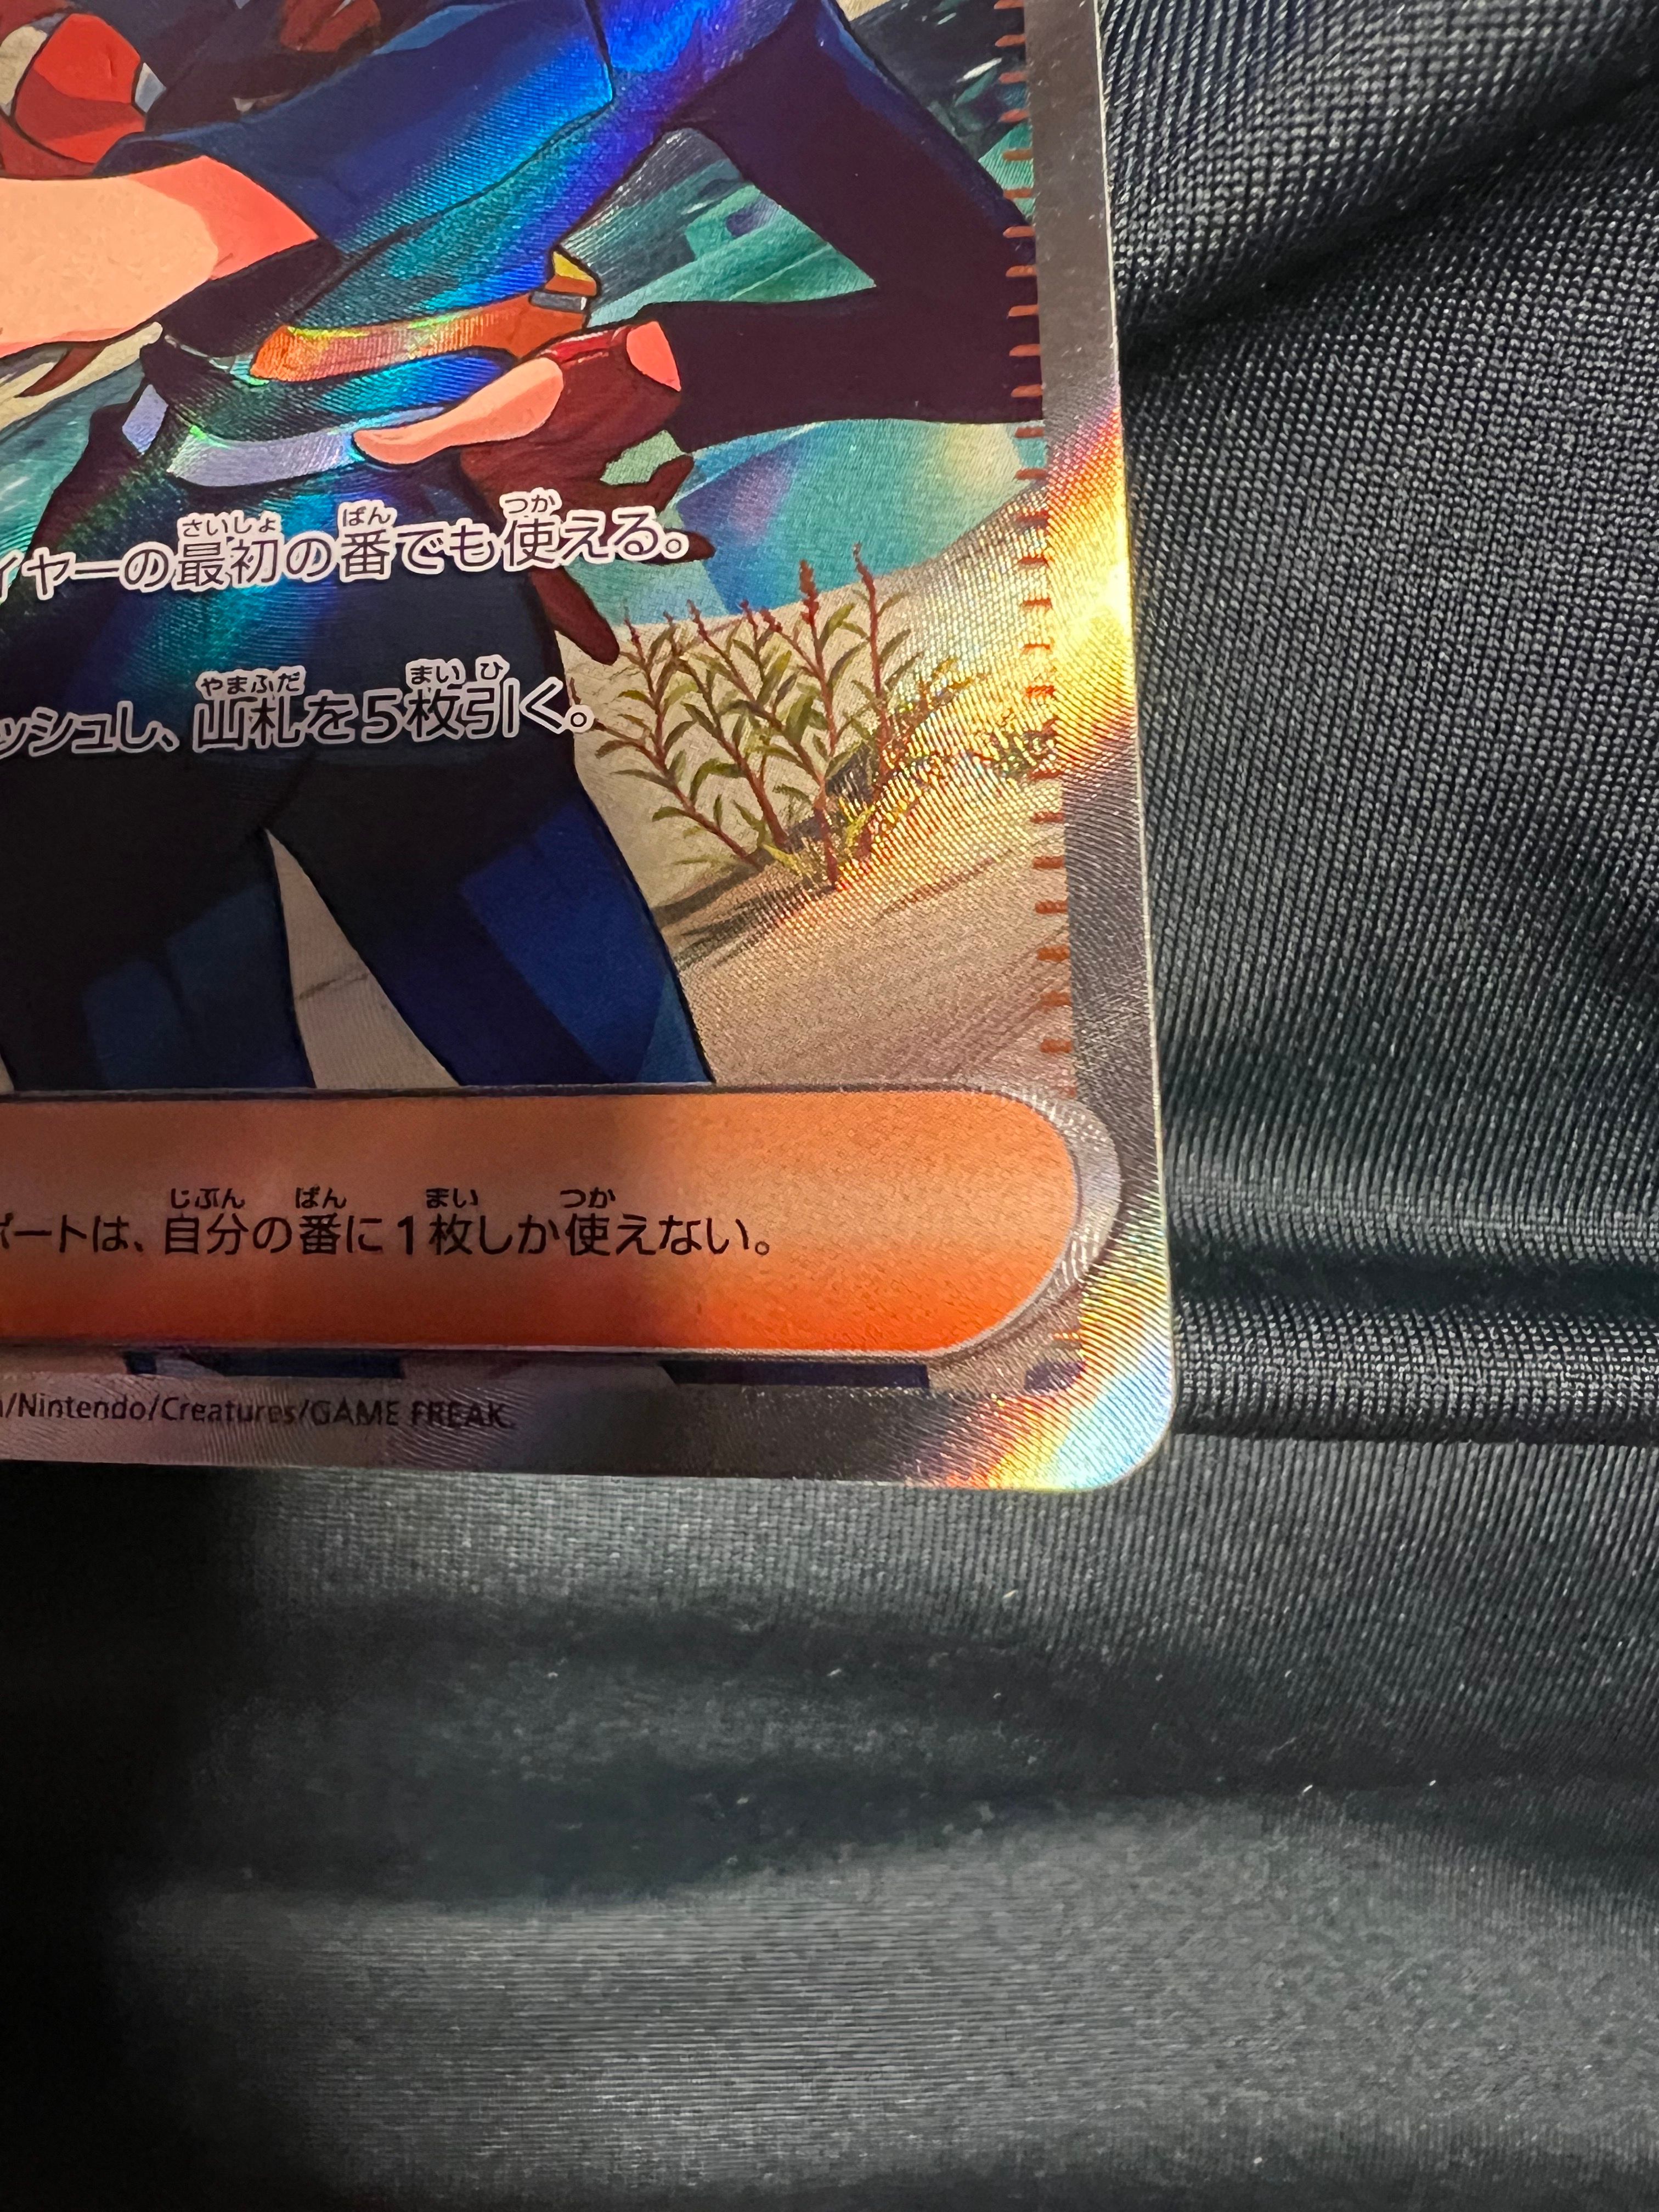 イヤーの最初の番でも使える。
ッシュし、山札を5枚引く。
ポートは、自分の番に1枚しか使えない。
/Nintendo/Creatures/GAME FREAK.